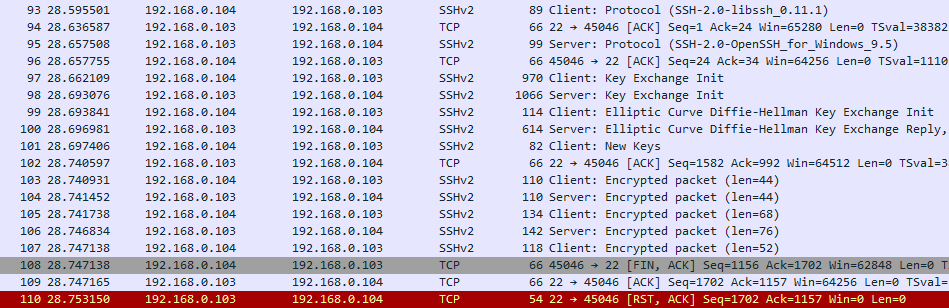 93 28.595501 192.168.0.104 192.168.0.103 SSHv2 89 Client: Protocol (SSH-2.0-libssh_0.11.1)
94 28.636587 192.168.0.103 192.168.0.104 TCP 66 22 → 45046 [ACK] Seq=1 Ack=24 Win=65280 Len=0 TSval=38382
95 28.657508 192.168.0.103 192.168.0.104 SSHv2 99 Server: Protocol (SSH-2.0-OpenSSH_for_Windows_9.5)
96 28.657755 192.168.0.104 192.168.0.103 TCP 66 45046 → 22 [ACK] Seq=24 Ack=34 Win=64256 Len=0 TSval=1110
97 28.662109 192.168.0.104 192.168.0.103 SSHv2 970 Client: Key Exchange Init
98 28.693076 192.168.0.103 192.168.0.104 SSHv2 1066 Server: Key Exchange Init
99 28.693841 192.168.0.104 192.168.0.103 SSHv2 114 Client: Elliptic Curve Diffie-Hellman Key Exchange Init
100 28.696981 192.168.0.103 192.168.0.104 SSHv2 614 Server: Elliptic Curve Diffie-Hellman Key Exchange Reply,
101 28.697406 192.168.0.104 192.168.0.103 SSHv2 82 Client: New Keys
102 28.740597 192.168.0.103 192.168.0.104 TCP 66 22 → 45046 [ACK] Seq=1582 Ack=992 Win=64512 Len=0 TSval=3
103 28.740931 192.168.0.104 192.168.0.103 SSHv2 110 Client: Encrypted packet (len=44)
104 28.741452 192.168.0.103 192.168.0.104 SSHv2 110 Server: Encrypted packet (len=44)
105 28.741738 192.168.0.104 192.168.0.103 SSHv2 134 Client: Encrypted packet (len=68)
106 28.746834 192.168.0.103 192.168.0.104 SSHv2 142 Server: Encrypted packet (len=76)
107 28.747138 192.168.0.104 192.168.0.103 SSHv2 118 Client: Encrypted packet (len=52)
108 28.747138 192.168.0.104 192.168.0.103 TCP 66 45046 → 22 [FIN, ACK] Seq=1156 Ack=1702 Win=62848 Len=0 T
109 28.747165 192.168.0.103 192.168.0.104 TCP 66 22 → 45046 [ACK] Seq=1702 Ack=1157 Win=64256 Len=0 TSval=
110 28.753150 192.168.0.103 192.168.0.104 TCP 54 22 → 45046 [RST, ACK] Seq=1702 Ack=1157 Win=0 Len=0